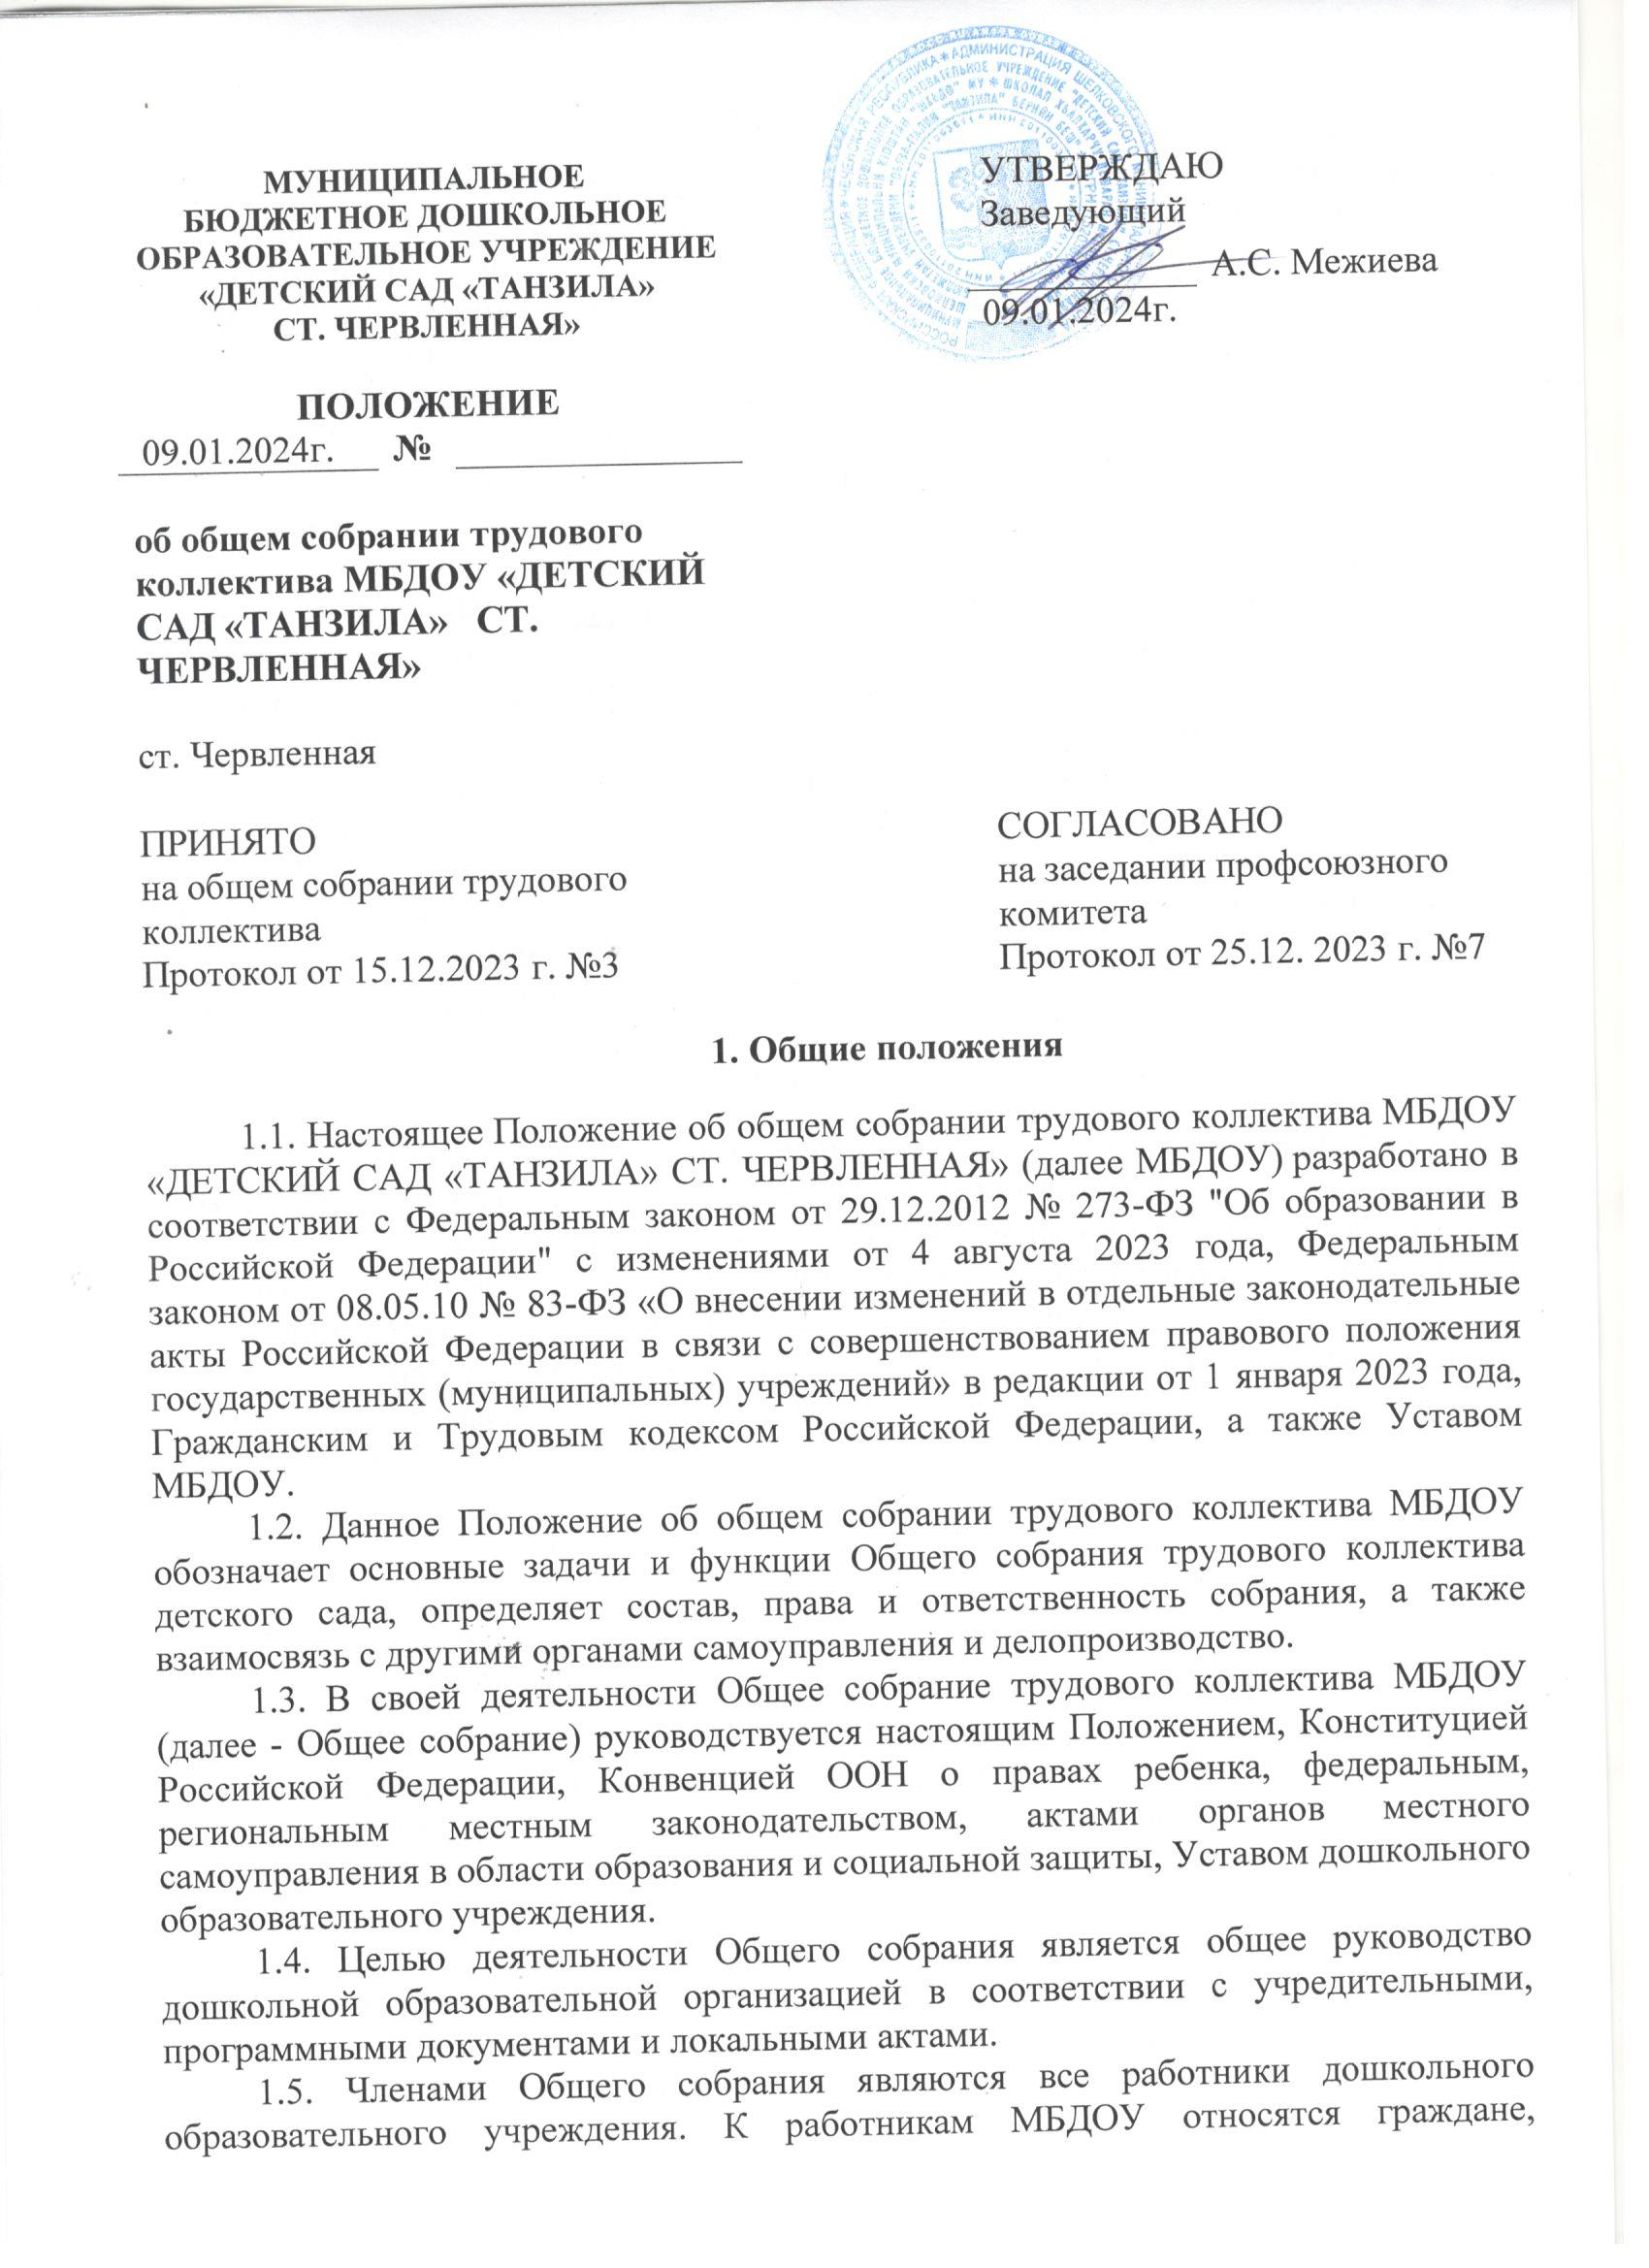 МУНИЦИПАЛЬНОЕ
БЮДЖЕТНОЕ ДОШКОЛЬНОЕ
ОБРАЗОВАТЕЛЬНОЕ УЧРЕЖДЕНИЕ
«ДЕТСКИЙ САД «ТАНЗИЛА»
СТ. ЧЕРВЛЕННАЯ»
УТВЕРЖДАЮ
Заведующий
А.С. Межиева
09.01.2024г.
ПОЛОЖЕНИЕ
09.01.2024г. №
об общем собрании трудового
коллектива МБДОУ «ДЕТСКИЙ
САД «ТАНЗИЛА» СТ.
ЧЕРВЛЕННАЯ»
ст. Червленная
ПРИНЯТО
на общем собрании трудового
коллектива
Протокол от 15.12.2023 г. №3
СОГЛАСОВАНО
на заседании профсоюзного
комитета
Протокол от 25.12. 2023 г. №7
1. Общие положения
1.1. Настоящее Положение об общем собрании трудового коллектива МБДОУ
«ДЕТСКИЙ САД «ТАНЗИЛА» СТ. ЧЕРВЛЕННАЯ» (далее МБДОУ) разработано в
соответствии с Федеральным законом от 29.12.2012 № 273-ФЗ "Об образовании в
Российской Федерации" с изменениями от 4 августа 2023 года, Федеральным
законом от 08.05.10 № 83-ФЗ «О внесении изменений в отдельные законодательные
акты Российской Федерации в связи с совершенствованием правового положения
государственных (муниципальных) учреждений» в редакции от 1 января 2023 года,
Гражданским и Трудовым кодексом Российской Федерации, а также Уставом
МБДОУ.
1.2. Данное Положение об общем собрании трудового коллектива МБДОУ
обозначает основные задачи и функции Общего собрания трудового коллектива
детского сада, определяет состав, права и ответственность собрания, а также
взаимосвязь с другими органами самоуправления и делопроизводство.
1.3. В своей деятельности Общее собрание трудового коллектива МБДОУ
(далее - Общее собрание) руководствуется настоящим Положением, Конституцией
Российской Федерации, Конвенцией ООН о правах ребенка, федеральным,
региональным местным законодательством, актами органов местного
самоуправления в области образования и социальной защиты, Уставом дошкольного
образовательного учреждения.
1.4. Целью деятельности Общего собрания является общее руководство
дошкольной образовательной организацией в соответствии с учредительными,
программными документами и локальными актами.
1.5. Членами Общего собрания являются все работники дошкольного
образовательного учреждения. К работникам МБДОУ относятся граждане,